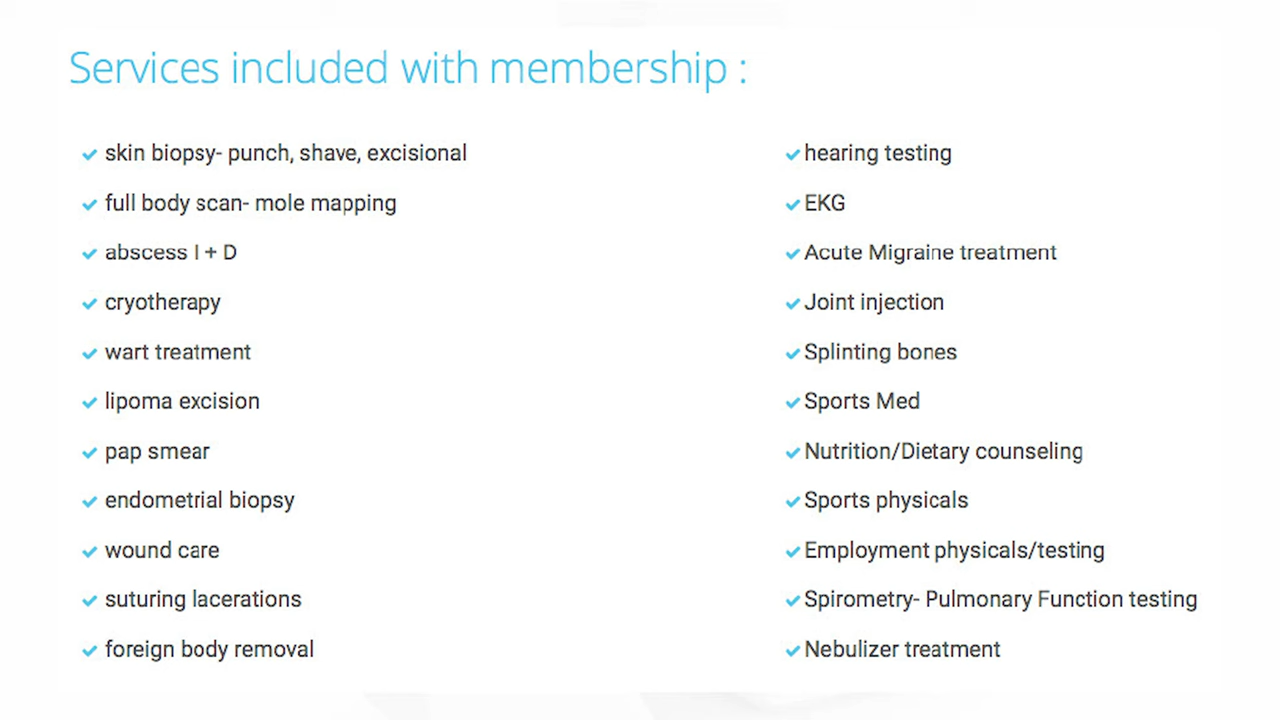 Services included with membership :
skin biopsy- punch, shave, excisional
full body scan- mole mapping
abscess I + D
cryotherapy
wart treatment
lipoma excision
pap smear
endometrial biopsy
wound care
suturing lacerations
foreign body removal
hearing testing
EKG
Acute Migraine treatment
Joint injection
Splinting bones
Sports Med
Nutrition/Dietary counseling
Sports physicals
Employment physicals/testing
Spirometry- Pulmonary Function testing
Nebulizer treatment